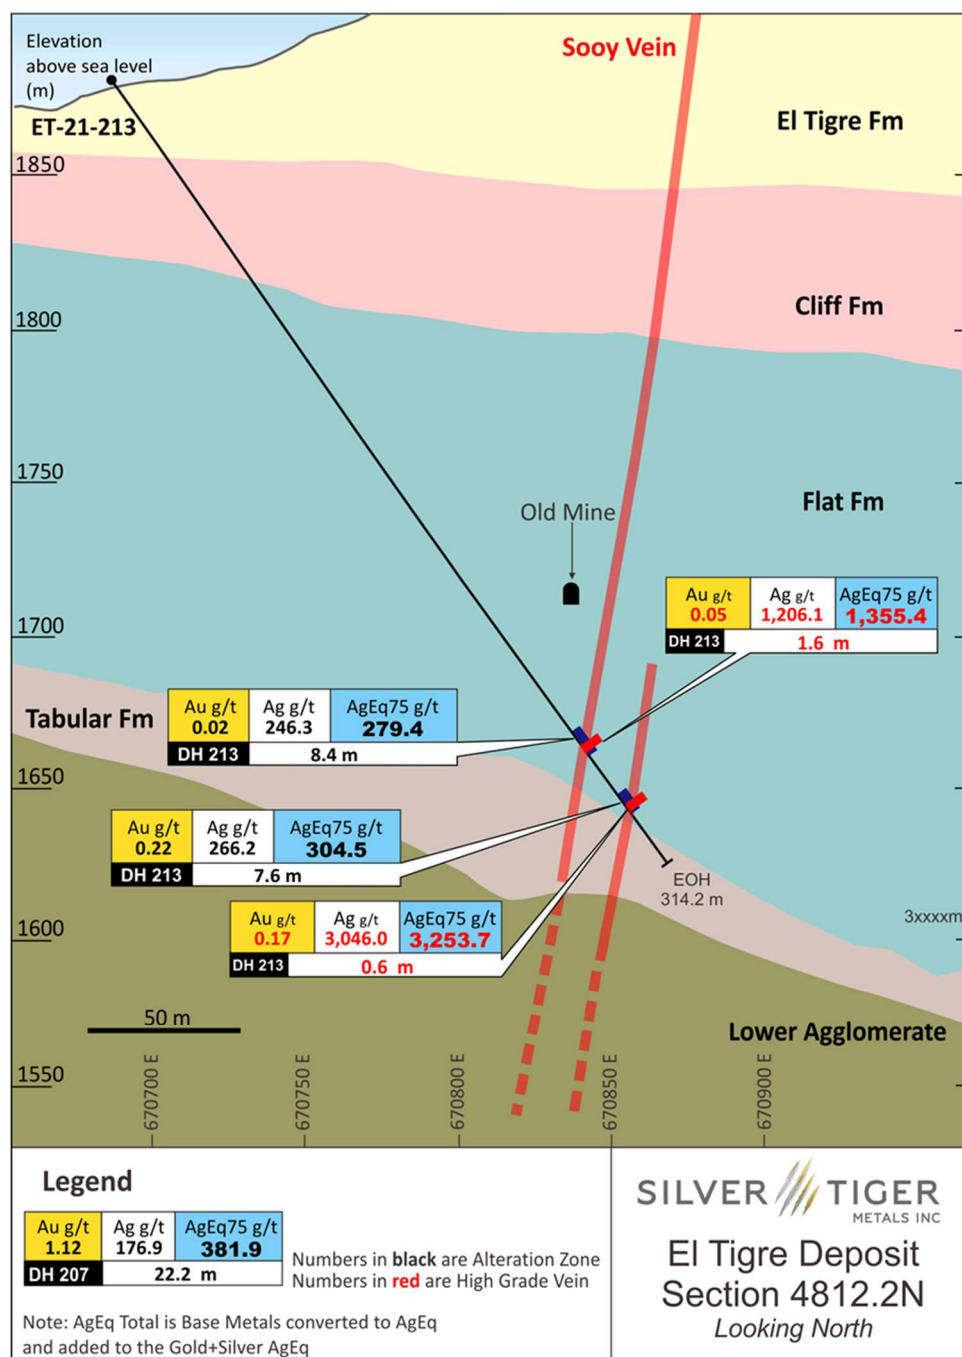 Elevation
above sea level
(m)
ET-21-213
Sooy Vein
El Tigre Fm
1850
Cliff Fm
1800
1750
Flat Fm
Old Mine
Au g/t Ag g/t AgEq75 g/t
0.05 1,206.1 1,355.4
DH 213 1.6 m
1700
Tabular Fm
Au g/t Ag g/t AgEq75 g/t
0.02 246.3 279.4
DH 213 8.4 m
1650
Au g/t Ag g/t AgEq75 g/t
0.22 266.2 304.5
DH 213 7.6 m
EOH
314.2 m
3xxxxm
1600
Au g/t Ag g/t AgEq75 g/t
0.17 3,046.0 3,253.7
DH 213 0.6 m
50 m
Lower Agglomerate
1550
670700 E
670750 E
670800 E
670850 E
670900 E
Legend
Au g/t Ag g/t AgEq75 g/t
1.12 176.9 381.9
DH 207 22.2 m
Numbers in black are Alteration Zone
Numbers in red are High Grade Vein
Note: AgEq Total is Base Metals converted to AgEq
and added to the Gold+Silver AgEq
SILVER TIGER
METALS INC
El Tigre Deposit
Section 4812.2N
Looking North